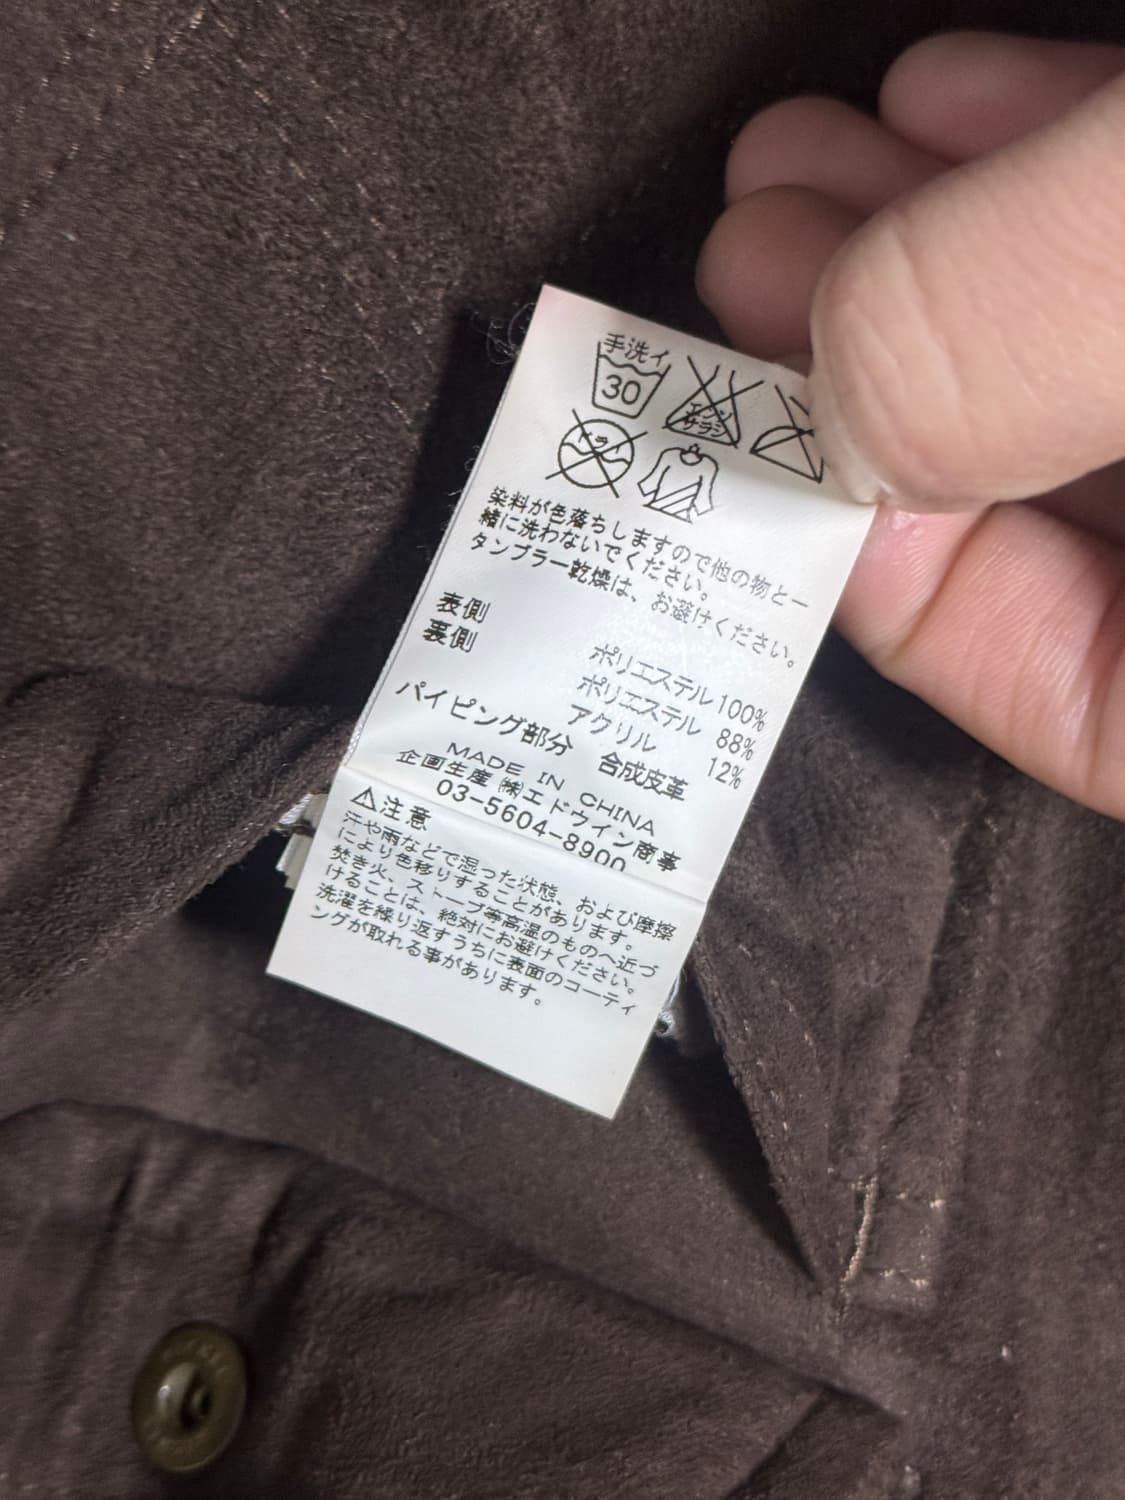 手洗イ
30
エンソ
サラシ
ドライ
染料が色落ちしますので他の物と一
緒に洗わないでください。
タンブラー乾燥は、お避けください。
表側 ポリエステル100%
裏側 ポリエステル 88%
アクリル 12%
パイピング部分 合成皮革
MADE IN CHINA
企画生産 ㈱エドウイン商事
03-5604-8900
⚠注意
汗や雨などで湿った状態、および摩擦
により色移りすることがあります。
焚き火、ストーブ等高温のものへ近づ
けることは、絶対にお避けください。
洗濯を繰り返すうちに表面のコーティ
ングが取れる事があります。